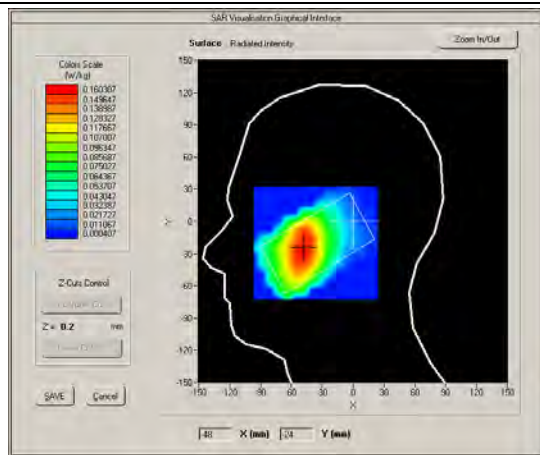 SAR Visualisation Graphical Interface
Surface Radiated Intensity
Zoom In/Out
Colors Scale
(W/kg)
0.160307
0.149647
0.138987
0.128327
0.117667
0.107007
0.096347
0.085687
0.075027
0.064367
0.053707
0.043047
0.032387
0.021727
0.011067
0.000407
Z-Cuts Control
Z = 0.2 mm
SAVE
Cancel
150
120
90
60
30
0
-30
-60
-90
-120
-150
Y
-150 -120 -90 -60 -30 0 30 60 90 120 150
X
-48 X (mm) -24 Y (mm)